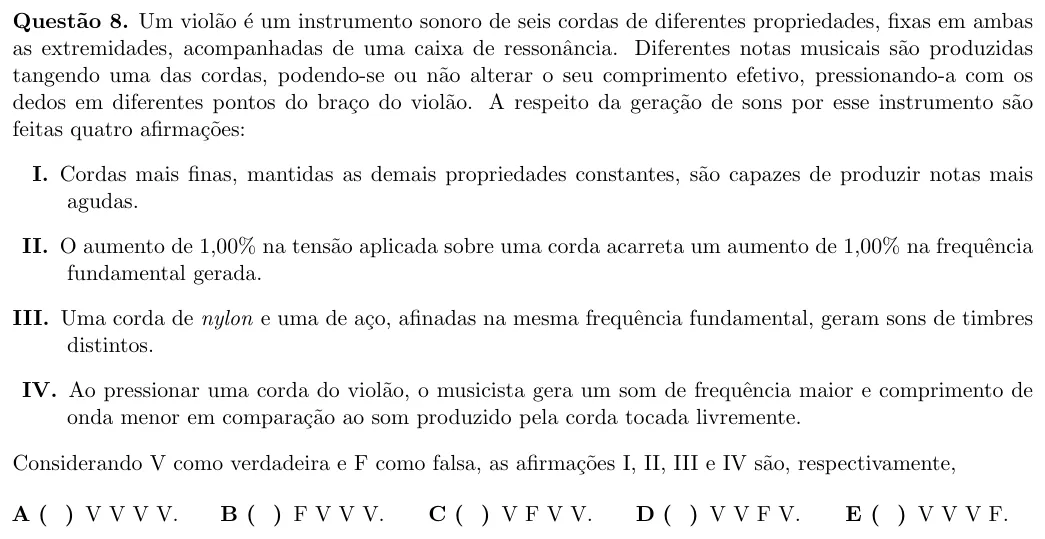 Questão 8. Um violão é um instrumento sonoro de seis cordas de diferentes propriedades, fixas em ambas
as extremidades, acompanhadas de uma caixa de ressonância. Diferentes notas musicais são produzidas
tangendo uma das cordas, podendo-se ou não alterar o seu comprimento efetivo, pressionando-a com os
dedos em diferentes pontos do braço do violão. A respeito da geração de sons por esse instrumento são
feitas quatro afirmações:
I. Cordas mais finas, mantidas as demais propriedades constantes, são capazes de produzir notas mais
agudas.
II. O aumento de 1,00% na tensão aplicada sobre uma corda acarreta um aumento de 1,00% na frequência
fundamental gerada.
III. Uma corda de nylon e uma de aço, afinadas na mesma frequência fundamental, geram sons de timbres
distintos.
IV. Ao pressionar uma corda do violão, o musicista gera um som de frequência maior e comprimento de
onda menor em comparação ao som produzido pela corda tocada livremente.
Considerando V como verdadeira e F como falsa, as afirmações I, II, III e IV são, respectivamente,
A ( ) V V V V. B ( ) F V V V. C ( ) V F V V. D ( ) V V F V. E ( ) V V V F.